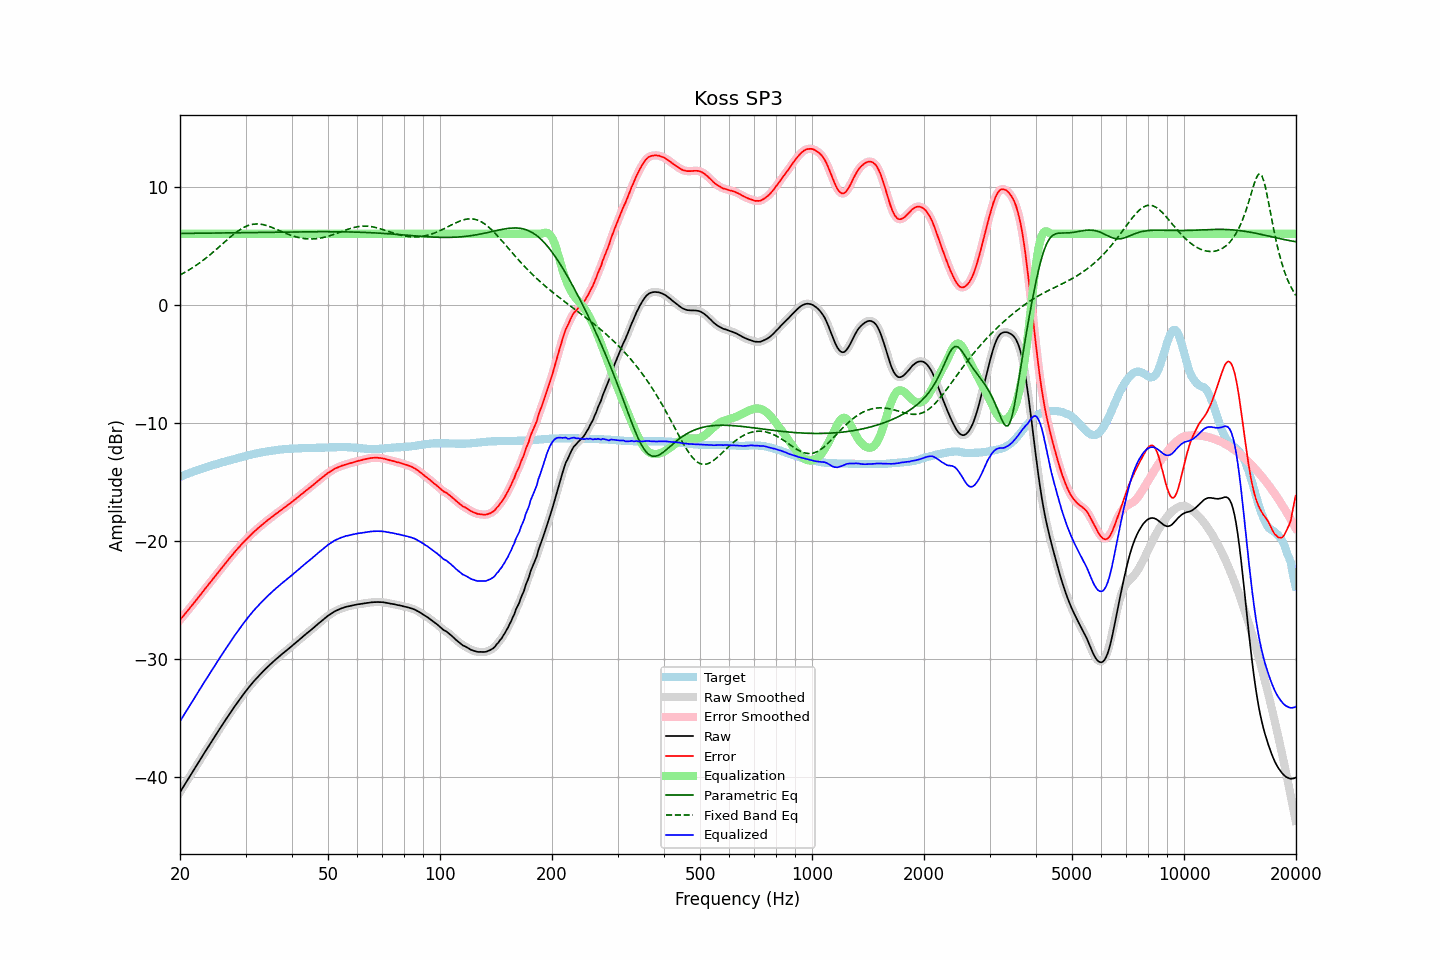 Koss SP3
Amplitude (dBr)
10
0
−10
−20
−30
−40
Target
Raw Smoothed
Error Smoothed
Raw
Error
Equalization
Parametric Eq
Fixed Band Eq
Equalized
20 50 100 200 500 1000 2000 5000 10000 20000
Frequency (Hz)